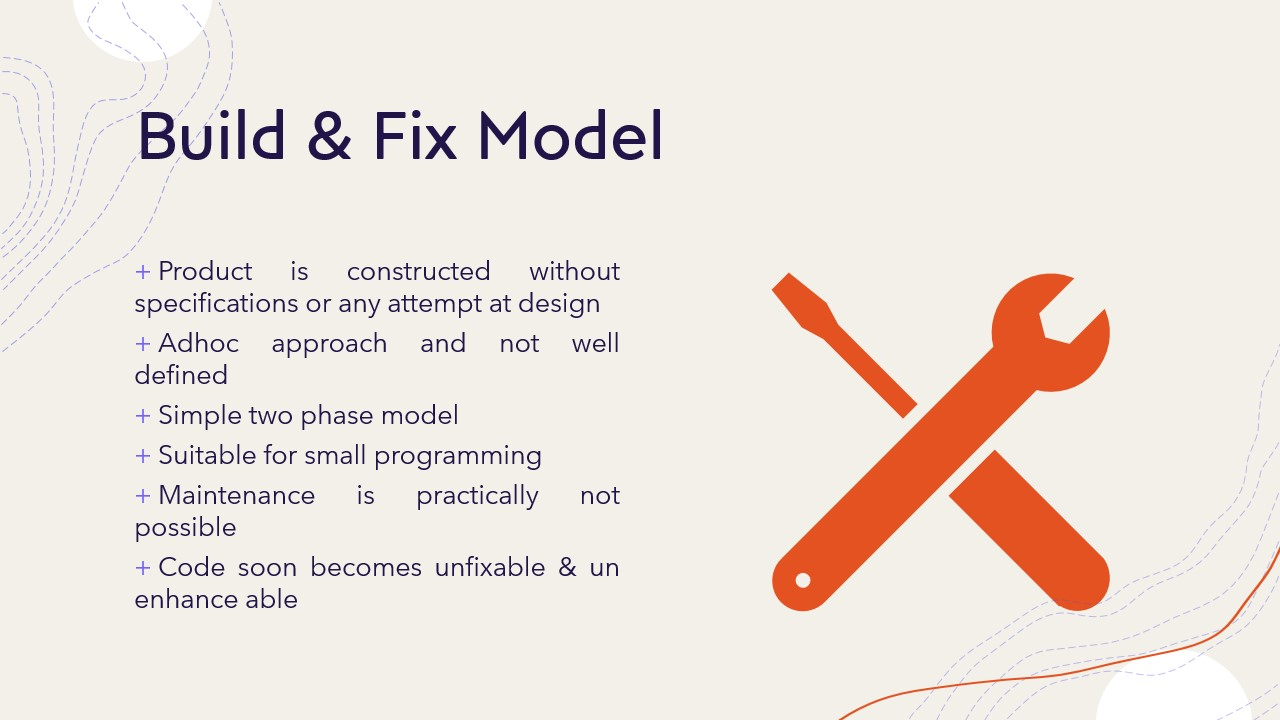 Build & Fix Model
+ Product is constructed without
specifications or any attempt at design
+ Adhoc approach and not well
defined
+ Simple two phase model
+ Suitable for small programming
+ Maintenance is practically not
possible
+ Code soon becomes unfixable & un
enhance able